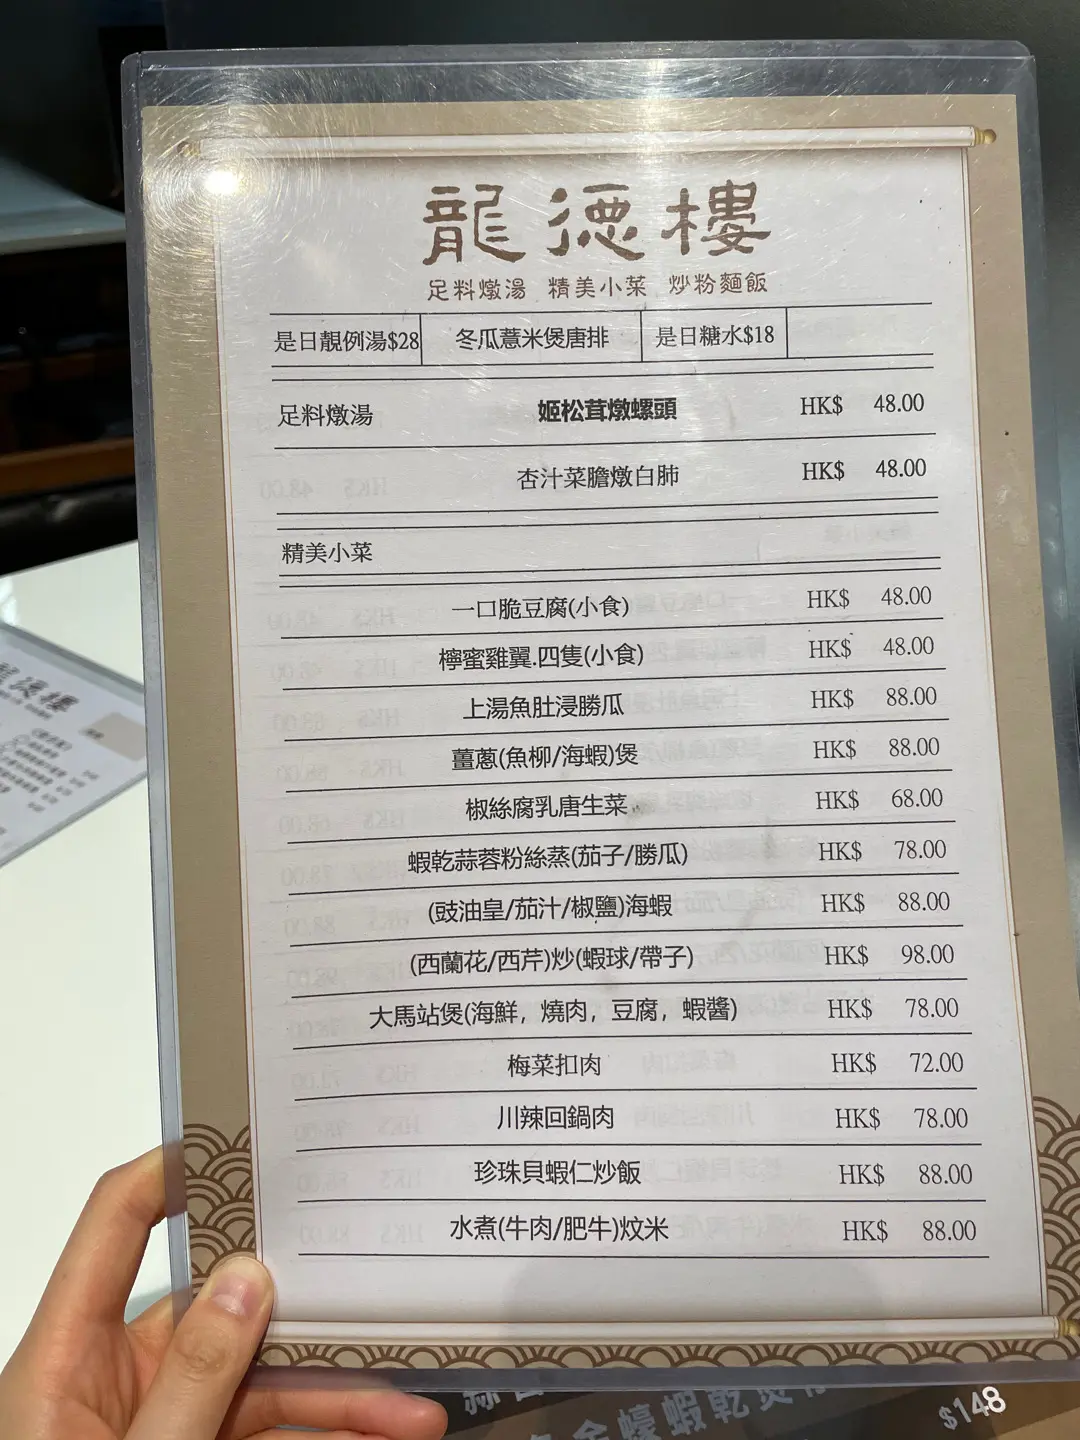 龍德樓
足料燉湯 精美小菜 炒粉麵飯
是日靚例湯$28 冬瓜薏米煲唐排 是日糖水$18
足料燉湯 姬松茸燉螺頭 HK$ 48.00
杏汁菜膽燉白肺 HK$ 48.00
精美小菜
一口脆豆腐(小食) HK$ 48.00
檸蜜雞翼.四隻(小食) HK$ 48.00
上湯魚肚浸勝瓜 HK$ 88.00
薑蔥(魚柳/海蝦)煲 HK$ 88.00
椒絲腐乳唐生菜 HK$ 68.00
蝦乾蒜蓉粉絲蒸(茄子/勝瓜) HK$ 78.00
(豉油皇/茄汁/椒鹽)海蝦 HK$ 88.00
(西蘭花/西芹)炒(蝦球/帶子) HK$ 98.00
大馬站煲(海鮮，燒肉，豆腐，蝦醬) HK$ 78.00
梅菜扣肉 HK$ 72.00
川辣回鍋肉 HK$ 78.00
珍珠貝蝦仁炒飯 HK$ 88.00
水煮(牛肉/肥牛)炆米 HK$ 88.00
龍德樓
金蠔蝦乾煲
$148